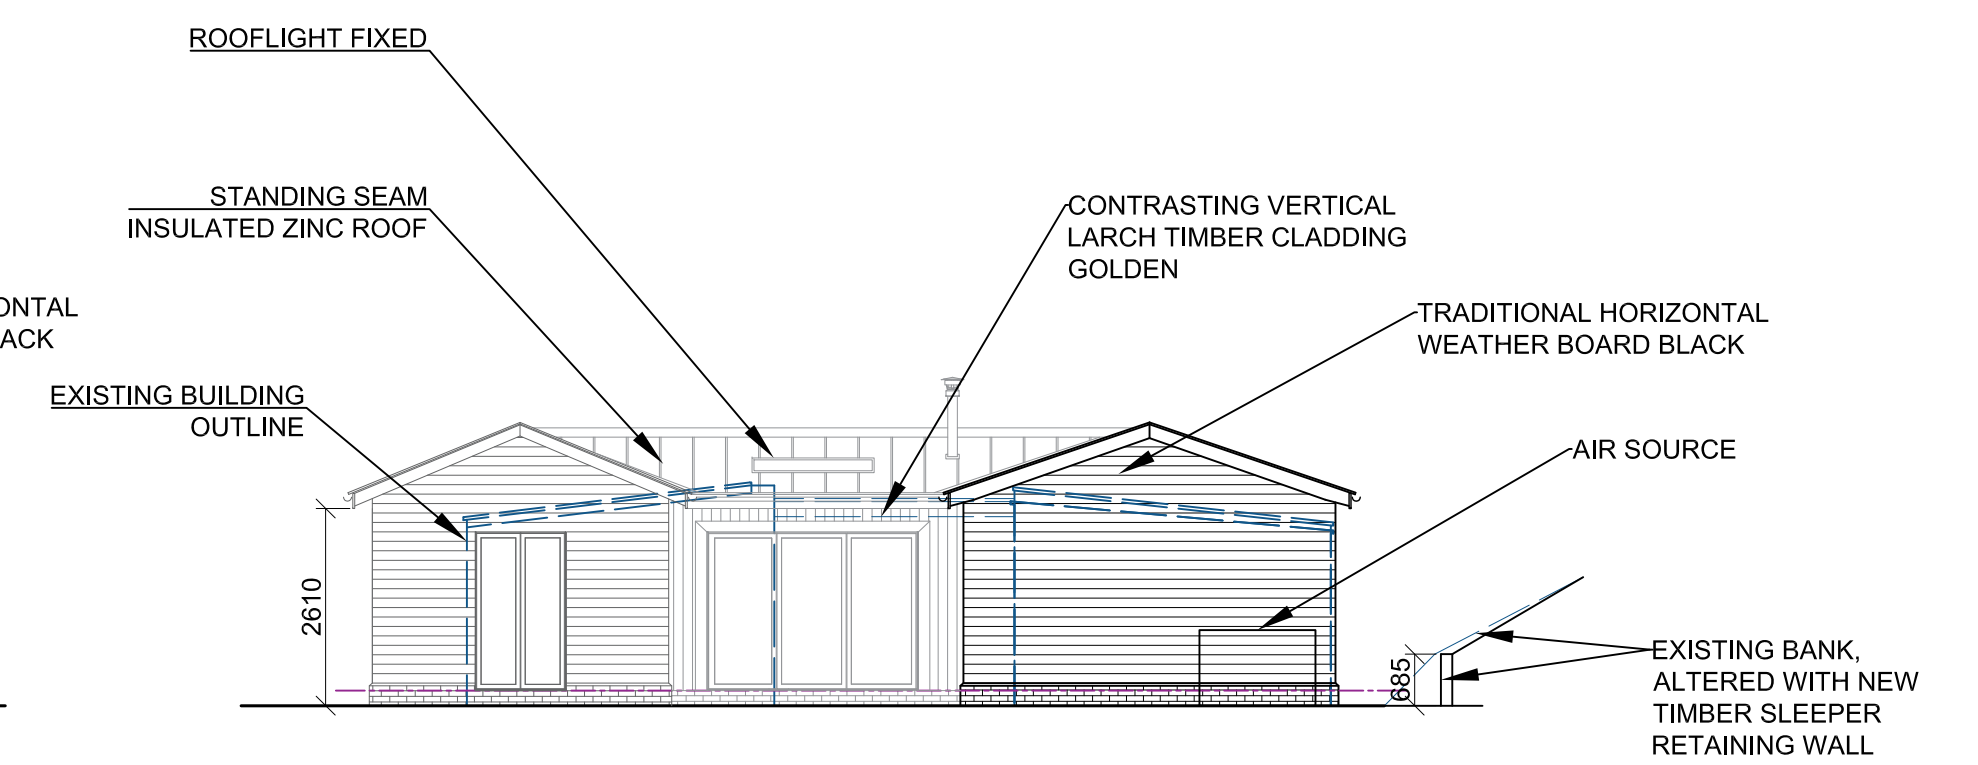 ROOFLIGHT FIXED
STANDING SEAM
INSULATED ZINC ROOF
CONTRASTING VERTICAL
LARCH TIMBER CLADDING
GOLDEN
TRADITIONAL HORIZONTAL
WEATHER BOARD BLACK
ONTAL
ACK
EXISTING BUILDING
OUTLINE
AIR SOURCE
2610
685
EXISTING BANK,
ALTERED WITH NEW
TIMBER SLEEPER
RETAINING WALL